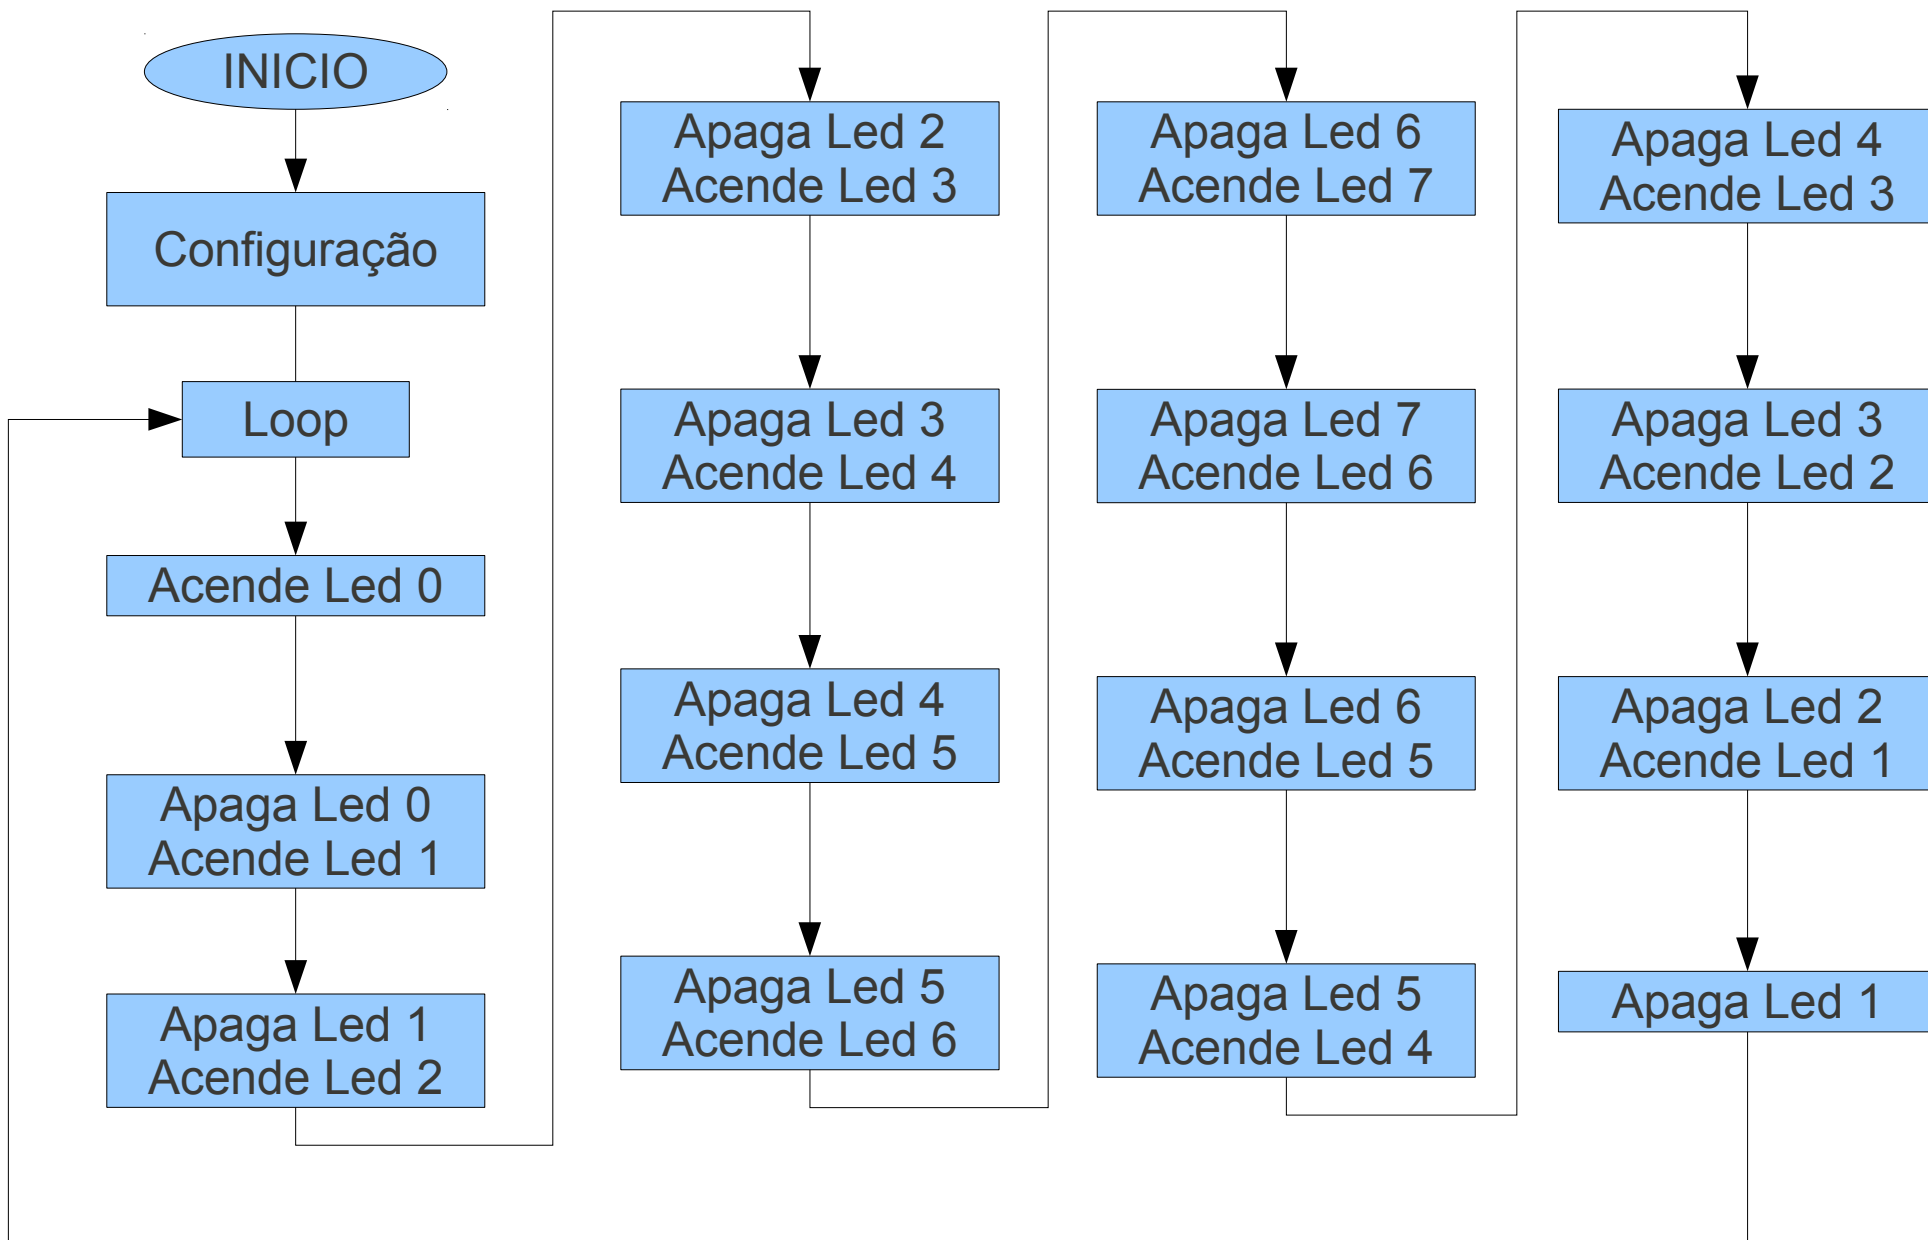 INICIO
Configuração
Loop
Acende Led 0
Apaga Led 0
Acende Led 1
Apaga Led 1
Acende Led 2
Apaga Led 2
Acende Led 3
Apaga Led 3
Acende Led 4
Apaga Led 4
Acende Led 5
Apaga Led 5
Acende Led 6
Apaga Led 6
Acende Led 7
Apaga Led 7
Acende Led 6
Apaga Led 6
Acende Led 5
Apaga Led 5
Acende Led 4
Apaga Led 4
Acende Led 3
Apaga Led 3
Acende Led 2
Apaga Led 2
Acende Led 1
Apaga Led 1